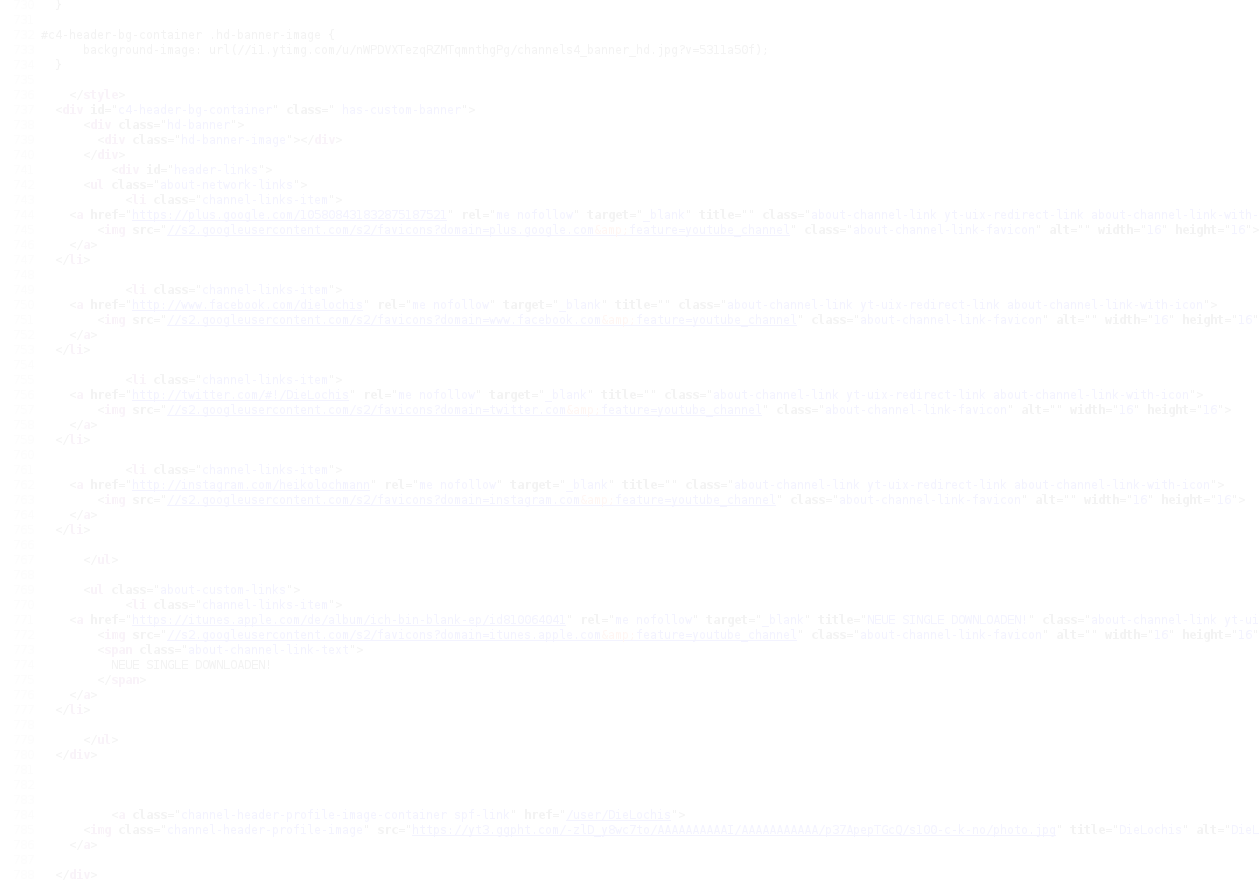 }
#c4-header-bg-container .hd-banner-image {
background-image: url(//i1.ytimg.com/u/
}
</style>
<div id="c4-header-bg-container" class=" has-custom-banner">
<div class="hd-banner">
<div class="hd-banner-image"></div>
</div>
<div id="header-links">
<ul class="about-network-links">
<li class="channel-links-item">
<a href="https://plus.google.com/ rel="me nofollow" target="_blank" title="" class="about-channel-link yt-uix-redirect-link about-channel-link-with-
<img src="//s2.googleusercontent.com/s2/favicons?domain=plus.google.com&amp;feature=youtube_channel" class="about-channel-link-favicon" alt="" width="16" height="16">
</a>
</li>
<li class="channel-links-item">
<a href="http://www.facebook.com/dielochis" rel="me nofollow" target="_blank" title="" class="about-channel-link yt-uix-redirect-link about-channel-link-with-icon">
<img src="//s2.googleusercontent.com/s2/favicons?domain=www.facebook.com&amp;feature=youtube_channel" class="about-channel-link-favicon" alt="" width="16" height="16"
</a>
</li>
<li class="channel-links-item">
<a href="http://twitter.com/#!/DieLochis" rel="me nofollow" target="_blank" title="" class="about-channel-link yt-uix-redirect-link about-channel-link-with-icon">
<img src="//s2.googleusercontent.com/s2/favicons?domain=twitter.com&amp;feature=youtube_channel" class="about-channel-link-favicon" alt="" width="16" height="16">
</a>
</li>
<li class="channel-links-item">
<a href="http://instagram.com/heikolochmann" rel="me nofollow" target="_blank" title="" class="about-channel-link yt-uix-redirect-link about-channel-link-with-icon">
<img src="//s2.googleusercontent.com/s2/favicons?domain=instagram.com&amp;feature=youtube_channel" class="about-channel-link-favicon" alt="" width="16" height="16">
</a>
</li>
</ul>
<ul class="about-custom-links">
<li class="channel-links-item">
<a href="https://itunes.apple.com/de/album/ich-bin-blank-ep/ rel="me nofollow" target="_blank" title="NEUE SINGLE DOWNLOADEN!" class="about-channel-link yt-ui
<img src="//s2.googleusercontent.com/s2/favicons?domain=itunes.apple.com&amp;feature=youtube_channel" class="about-channel-link-favicon" alt="" width="16" height="16"
<span class="about-channel-link-text">
NEUE SINGLE DOWNLOADEN!
</span>
</a>
</li>
</ul>
</div>
<a class="channel-header-profile-image-container spf-link" href="/user/DieLochis">
<img class="channel-header-profile-image" src="https://yt3.ggpht.com/ title="DieLochis" alt="DieL
</a>
</div>